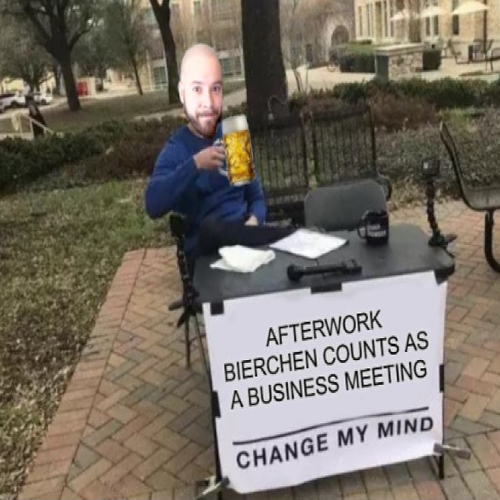 AFTERWORK
BIERCHEN COUNTS AS
A BUSINESS MEETING
CHANGE MY MIND